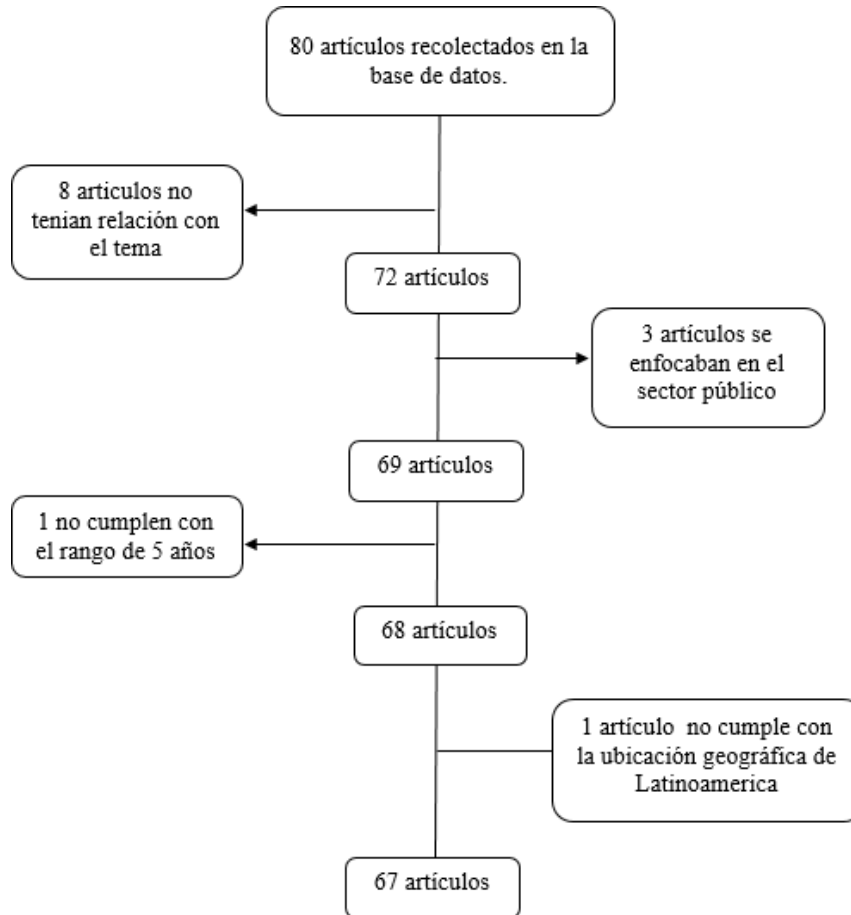 80 artículos recolectados en la
base de datos.
8 articulos no
tenian relación con
el tema
72 artículos
3 artículos se
enfocaban en el
sector público
69 artículos
1 no cumplen con
el rango de 5 años
68 artículos
1 artículo no cumple con
la ubicación geográfíca de
Latinoamerica
67 artículos